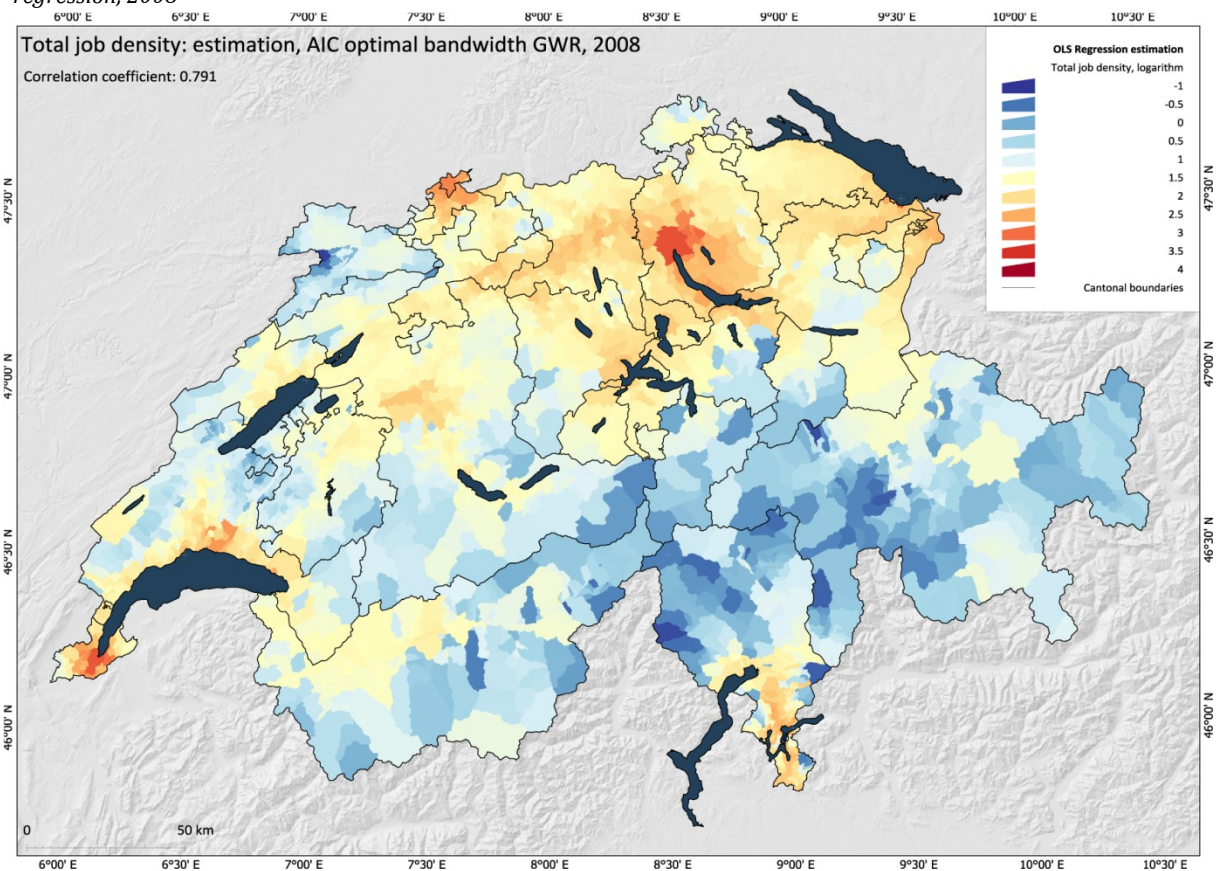 regression, 2008
6°00' E 6°30' E 7°00' E 7°30' E 8°00' E 8°30' E 9°00' E 9°30' E 10°00' E 10°30' E
Total job density: estimation, AIC optimal bandwidth GWR, 2008
Correlation coefficient: 0.791
OLS Regression estimation
Total job density, logarithm
-1
-0.5
0
0.5
1
1.5
2
2.5
3
3.5
4
Cantonal boundaries
47°30' N 47°30' N
47°00' N 47°00' N
46°30' N 46°30' N
46°00' N 46°00' N
0 50 km
6°00' E 6°30' E 7°00' E 7°30' E 8°00' E 8°30' E 9°00' E 9°30' E 10°00' E 10°30' E